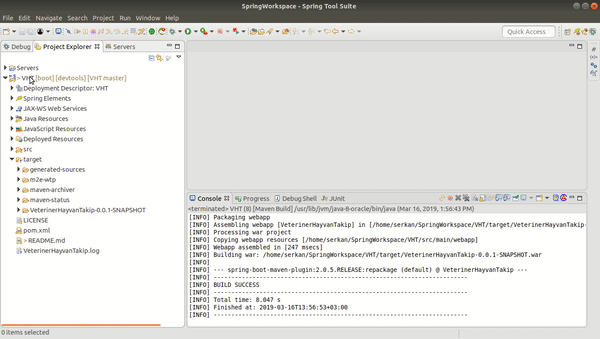 SpringWorkspace - Spring Tool Suite
File Edit Navigate Search Project Run Window Help
Quick Access
Debug Project Explorer Servers
Servers
> VHT [boot] [devtools] [VHT master]
Deployment Descriptor: VHT
Spring Elements
JAX-WS Web Services
Java Resources
JavaScript Resources
Deployed Resources
src
target
generated-sources
m2e-wtp
maven-archiver
maven-status
VeterinerHayvanTakip-0.0.1-SNAPSHOT
LICENSE
pom.xml
> README.md
VeterinerHayvanTakip.log
Console Progress Debug Shell JUnit
<terminated> VHT (8) [Maven Build] /usr/lib/jvm/java-8-oracle/bin/java (Mar 16, 2019, 1:56:43 PM)
[INFO] Packaging webapp
[INFO] Assembling webapp [VeterinerHayvanTakip] in [/home/serkan/SpringWorkspace/VHT/target/VeterinerHayvanTakip-
[INFO] Processing war project
[INFO] Copying webapp resources [/home/serkan/SpringWorkspace/VHT/src/main/webapp]
[INFO] Webapp assembled in [247 msecs]
[INFO] Building war: /home/serkan/SpringWorkspace/VHT/target/VeterinerHayvanTakip-0.0.1-SNAPSHOT.war
[INFO]
[INFO] --- spring-boot-maven-plugin:2.0.5.RELEASE:repackage (default) @ VeterinerHayvanTakip ---
[INFO] ------------------------------------------------------------------------
[INFO] BUILD SUCCESS
[INFO] ------------------------------------------------------------------------
[INFO] Total time: 8.047 s
[INFO] Finished at: 2019-03-16T13:56:53+03:00
[INFO] ------------------------------------------------------------------------
0 items selected